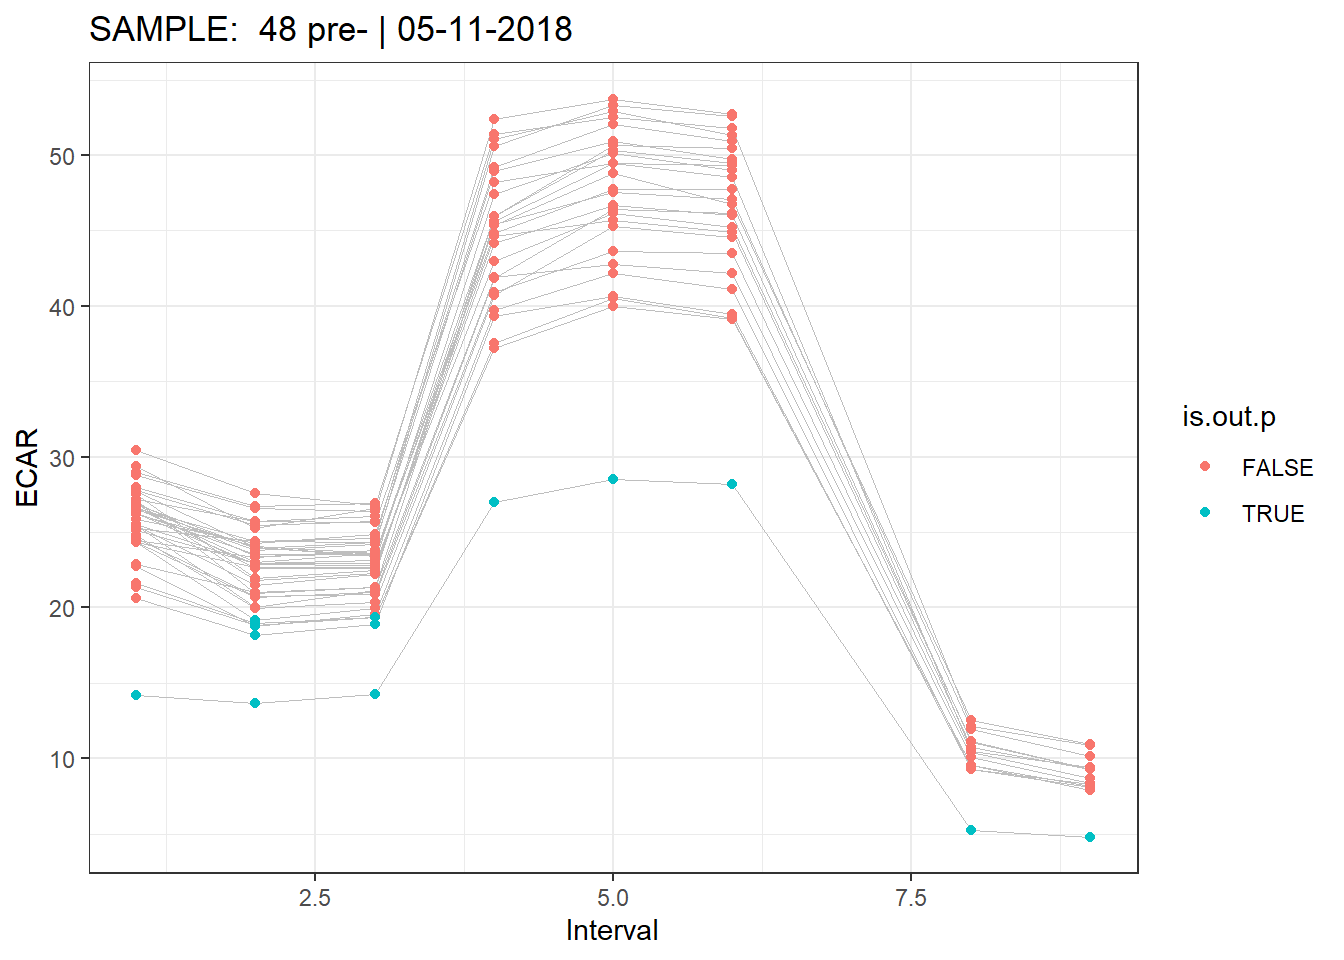 SAMPLE:  48 pre- | 05-11-2018
50
40
30
20
10
2.5
5.0
7.5
Interval
ECAR
is.out.p
FALSE
TRUE